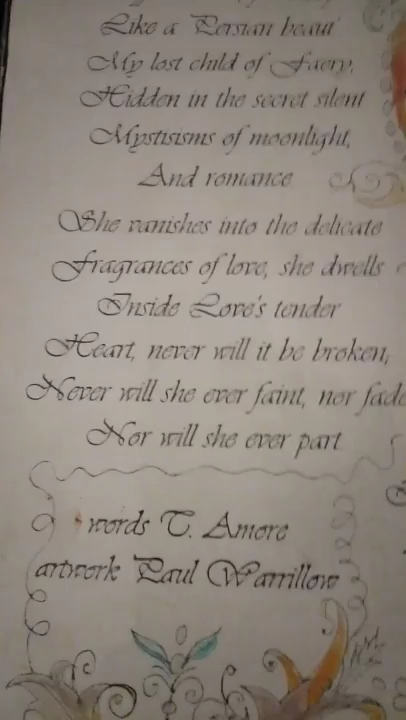 Like a Persian beaut
My lost child of Faery,
Hidden in the secret silent
Mystisisms of moonlight,
And romance
She vanishes into the delicate
Fragrances of love, she dwells
Inside Love's tender
Heart, never will it be broken,
Never will she ever faint, nor fade
Nor will she ever part
words T. Amore
artwork Paul Warrillow